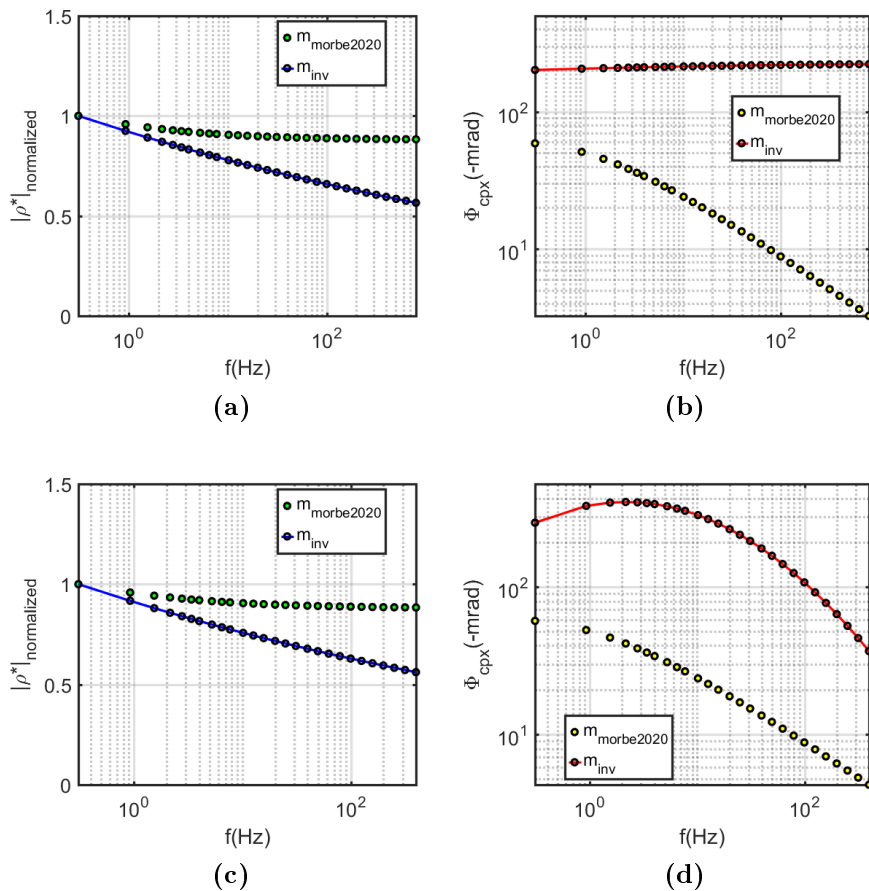 1.5
1
0.5
0
|ρ*|normalized
m morbe2020
m inv
10^0
10^2
f(Hz)
(a)
10^2
10^1
Φcpx(-mrad)
m morbe2020
m inv
10^0
10^2
f(Hz)
(b)
1.5
1
0.5
0
|ρ*|normalized
m morbe2020
m inv
10^0
10^2
f(Hz)
(c)
10^2
10^1
Φcpx(-mrad)
m morbe2020
m inv
10^0
10^2
f(Hz)
(d)